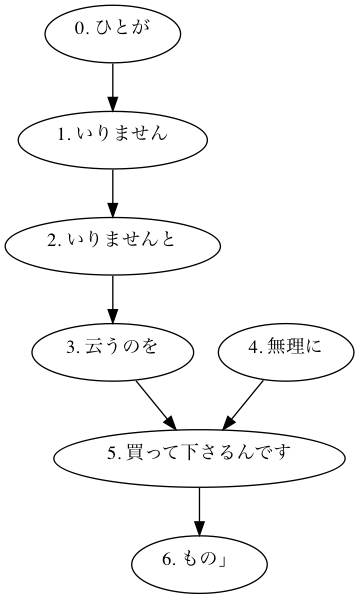 0. ひとが
1. いりません
2. いりませんと
3. 云うのを
4. 無理に
5. 買って下さるんです
6. もの」